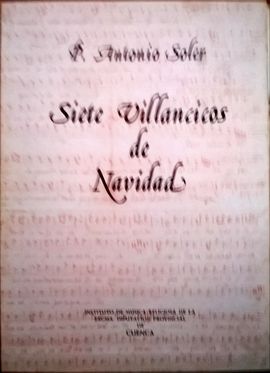 P. Antonio Soler
Siete Villancicos
de
Navidad
INSTITUTO DE MUSICA RELIGIOSA DE LA
EXCMA. DIPUTACION PROVINCIAL
DE
CUENCA